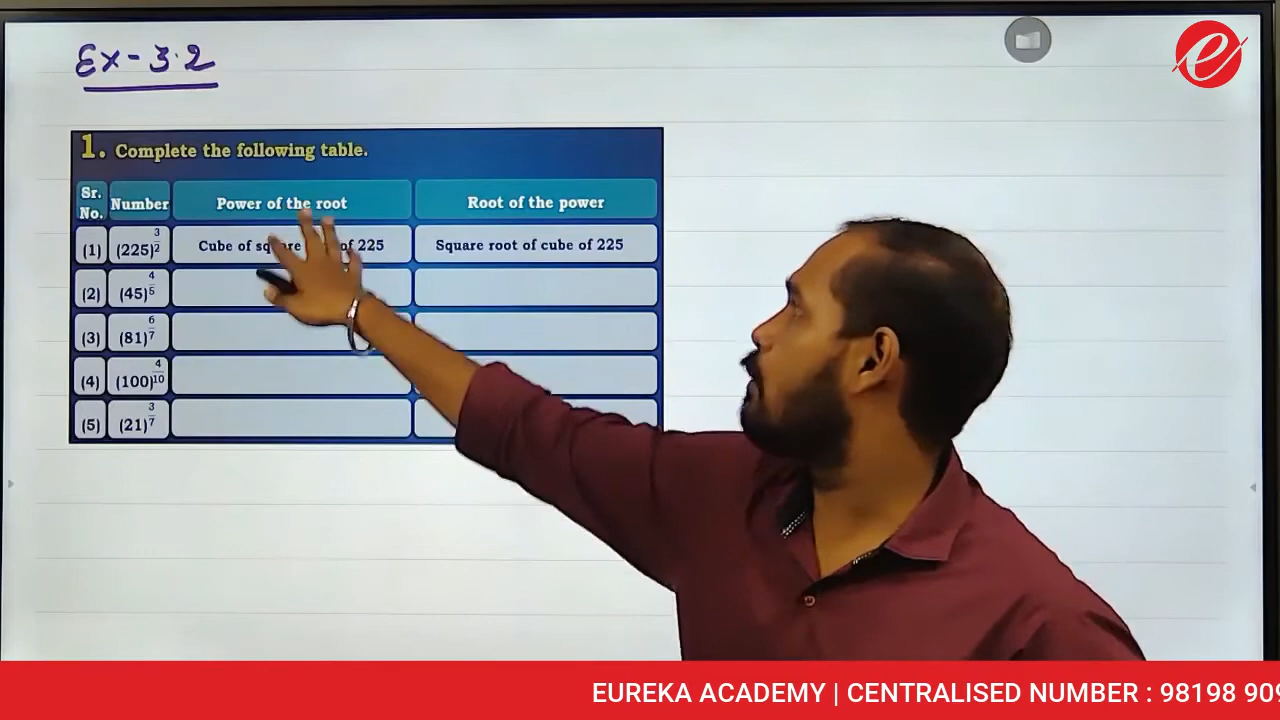 Ex - 3.2
1. Complete the following table.
Sr. No. Number Power of the root Root of the power
(1) (225)^3/2 Cube of square of 225 Square root of cube of 225
(2) (45)^4/5
(3) (81)^6/7
(4) (100)^4/10
(5) (21)^3/7
EUREKA ACADEMY | CENTRALISED NUMBER : 98198 909